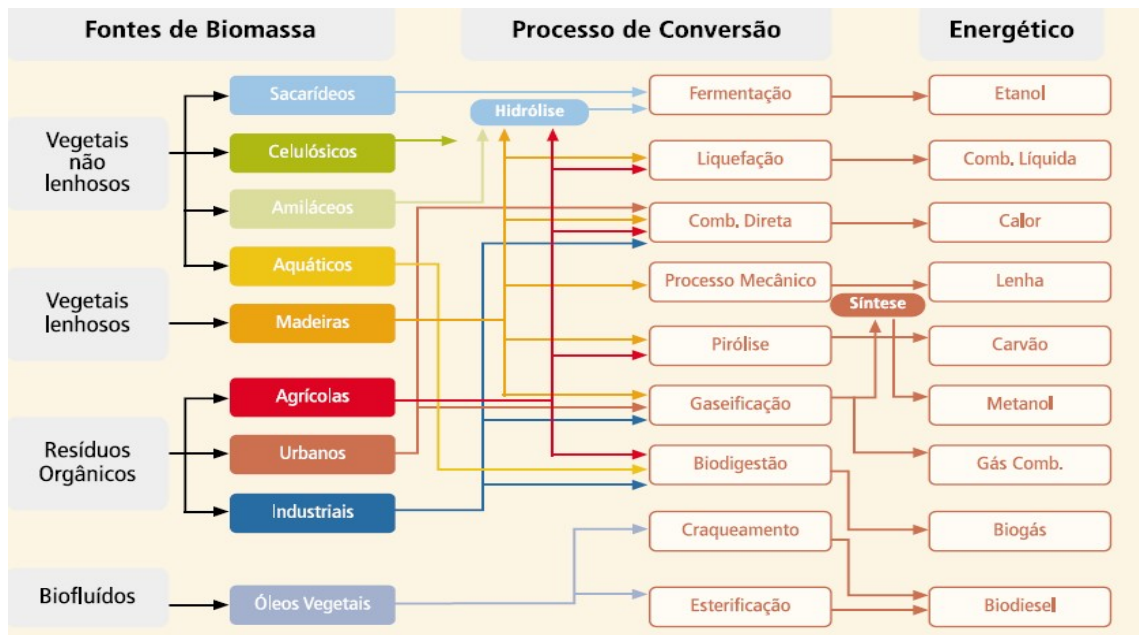 Fontes de Biomassa
Processo de Conversão
Energético
Vegetais
não
lenhosos
Vegetais
lenhosos
Resíduos
Orgânicos
Biofluídos
Sacarídeos
Celulósicos
Amiláceos
Aquáticos
Madeiras
Agrícolas
Urbanos
Industriais
Óleos Vegetais
Hidrólise
Fermentação
Liquefação
Comb. Direta
Processo Mecânico
Pirólise
Gaseificação
Biodigestão
Craqueamento
Esterificação
Síntese
Etanol
Comb. Líquida
Calor
Lenha
Carvão
Metanol
Gás Comb.
Biogás
Biodiesel